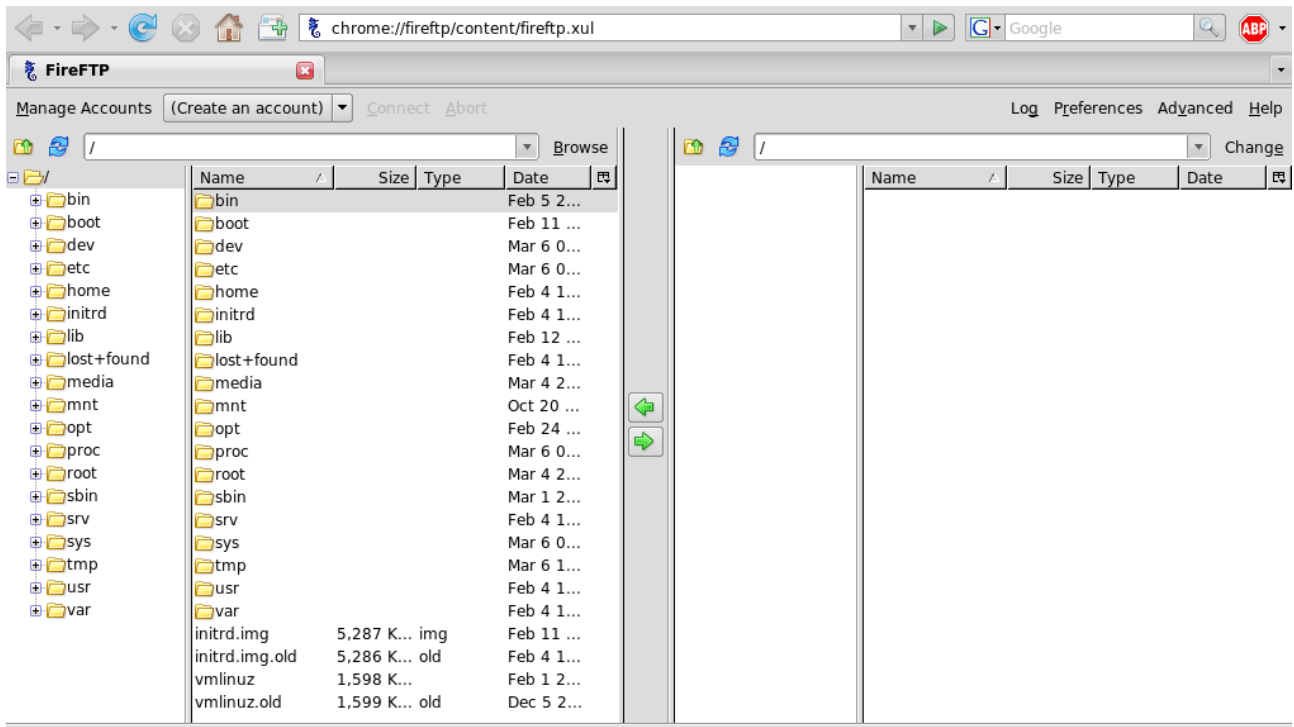 chrome://fireftp/content/fireftp.xul G Google ABP
FireFTP
Manage Accounts (Create an account) Connect Abort Log Preferences Advanced Help
/ Browse / Change
/ Name Size Type Date Name Size Type Date
bin bin Feb 5 2...
boot boot Feb 11 ...
dev dev Mar 6 0...
etc etc Mar 6 0...
home home Feb 4 1...
initrd initrd Feb 4 1...
lib lib Feb 12 ...
lost+found lost+found Feb 4 1...
media media Mar 4 2...
mnt mnt Oct 20 ...
opt opt Feb 24 ...
proc proc Mar 6 0...
root root Mar 4 2...
sbin sbin Mar 1 2...
srv srv Feb 4 1...
sys sys Mar 6 0...
tmp tmp Mar 6 1...
usr usr Feb 4 1...
var var Feb 4 1...
initrd.img 5,287 K... img Feb 11 ...
initrd.img.old 5,286 K... old Feb 4 1...
vmlinuz 1,598 K... Feb 1 2...
vmlinuz.old 1,599 K... old Dec 5 2...